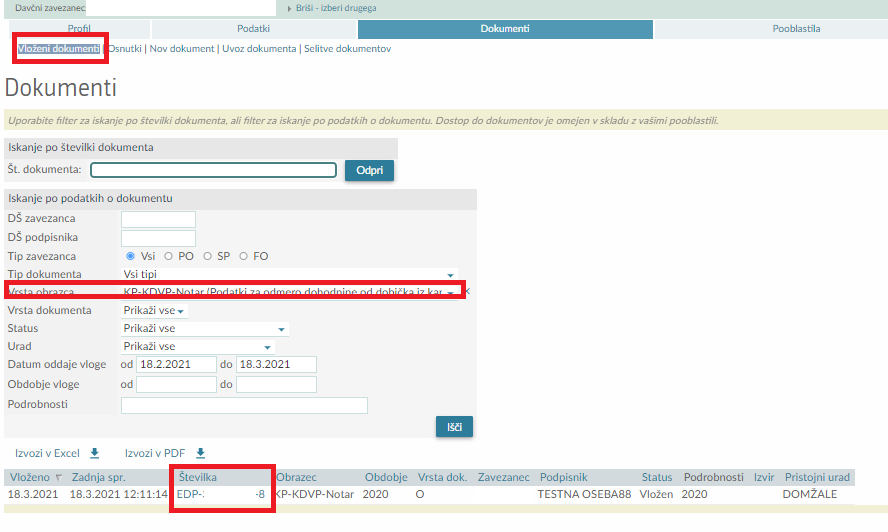 Davčni zavezanec
Briši - izberi drugega
Profil Podatki Dokumenti Pooblastila
Vloženi dokumenti | Osnutki | Nov dokument | Uvoz dokumenta | Selitve dokumentov
Dokumenti
Uporabite filter za iskanje po številki dokumenta, ali filter za iskanje po podatkih o dokumentu. Dostop do dokumentov je omejen v skladu z vašimi pooblastili.
Iskanje po številki dokumenta
Št. dokumenta: Odpri
Iskanje po podatkih o dokumentu
DŠ zavezanca
DŠ podpisnika
Tip zavezanca Vsi PO SP FO
Tip dokumenta Vsi tipi
Vrsta obrazca KP-KDVP-Notar (Podatki za odmero dohodnine od dobička iz kap
Vrsta dokumenta Prikaži vse
Status Prikaži vse
Urad Prikaži vse
Datum oddaje vloge od 18.2.2021 do 18.3.2021
Obdobje vloge od do
Podrobnosti
Išči
Izvozi v Excel Izvozi v PDF
Vloženo Zadnja spr. Številka Obrazec Obdobje Vrsta dok. Zavezanec Podpisnik Status Podrobnosti Izvir Pristojni urad
18.3.2021 18.3.2021 12:11:14 EDP- -8 KP-KDVP-Notar 2020 O TESTNA OSEBA88 Vložen 2020 DOMŽALE